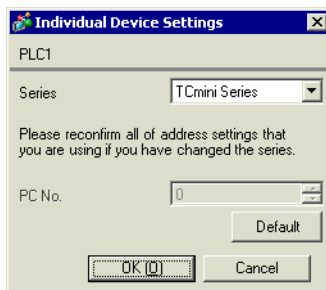 Individual Device Settings
PLC1
Series TCmini Series
Please reconfirm all of address settings that
you are using if you have changed the series.
PC No. 0
Default
OK (O) Cancel